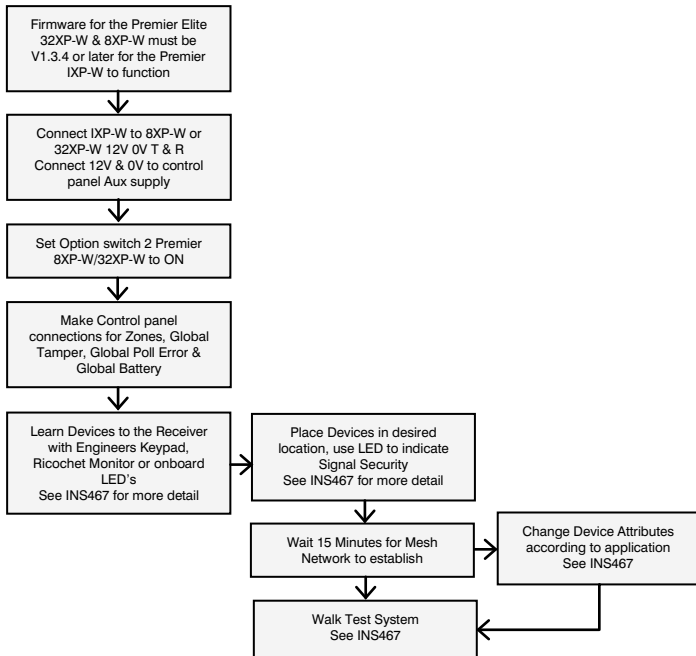 Firmware for the Premier Elite
32XP-W & 8XP-W must be
V1.3.4 or later for the Premier
IXP-W to function
Connect IXP-W to 8XP-W or
32XP-W 12V 0V T & R
Connect 12V & 0V to control
panel Aux supply
Set Option switch 2 Premier
8XP-W/32XP-W to ON
Make Control panel
connections for Zones, Global
Tamper, Global Poll Error &
Global Battery
Learn Devices to the Receiver
with Engineers Keypad,
Ricochet Monitor or onboard
LED's
See INS467 for more detail
Place Devices in desired
location, use LED to indicate
Signal Security
See INS467 for more detail
Wait 15 Minutes for Mesh
Network to establish
Change Device Attributes
according to application
See INS467
Walk Test System
See INS467